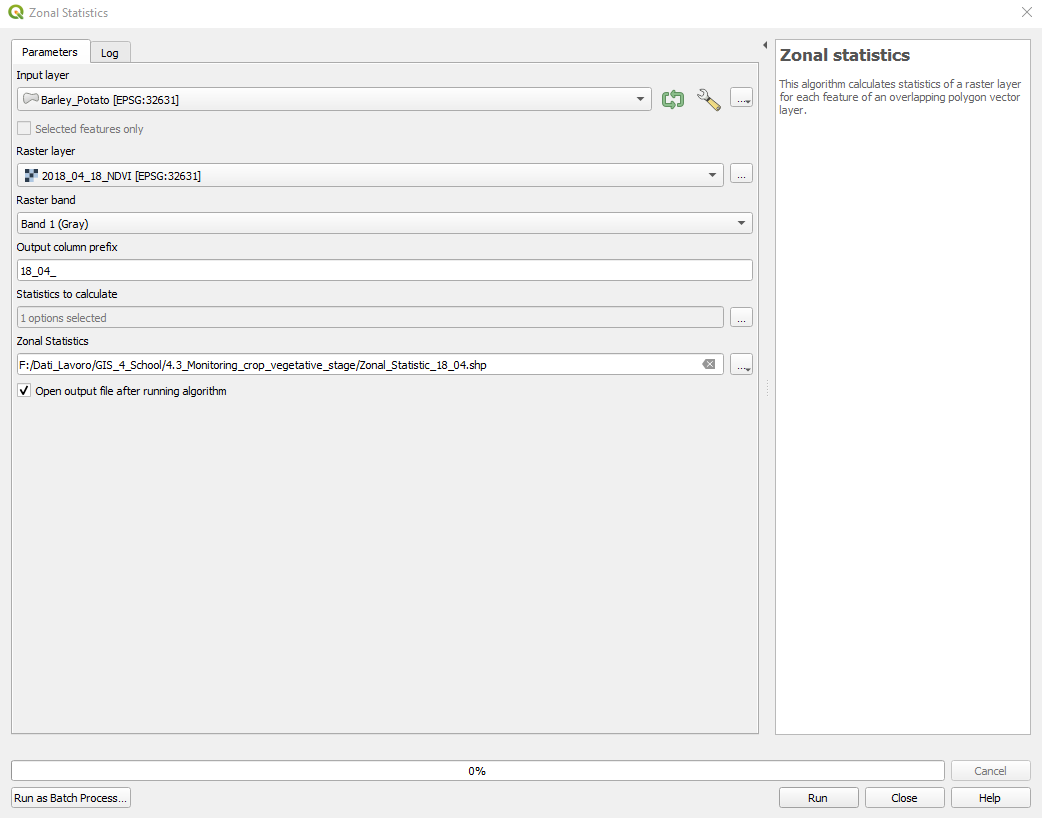 Zonal Statistics
Parameters
Log
Input layer
Barley_Potato [EPSG:32631]
...
Selected features only
Raster layer
2018_04_18_NDVI [EPSG:32631]
...
Raster band
Band 1 (Gray)
Output column prefix
18_04_
Statistics to calculate
1 options selected
...
Zonal Statistics
F:/Dati_Lavoro/GIS_4_School/4.3_Monitoring_crop_vegetative_stage/Zonal_Statistic_18_04.shp
...
Open output file after running algorithm
Zonal statistics
This algorithm calculates statistics of a raster layer
for each feature of an overlapping polygon vector
layer.
0%
Cancel
Run as Batch Process...
Run
Close
Help